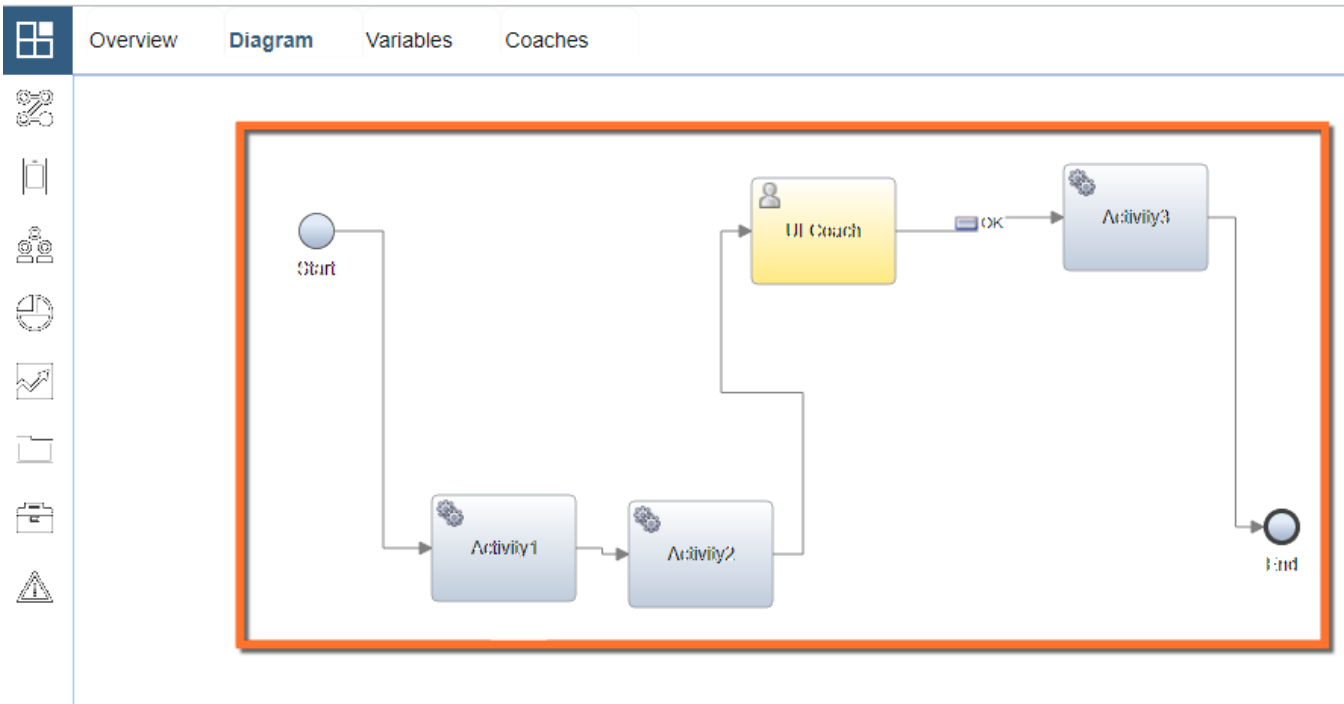 Overview Diagram Variables Coaches
Start
UI Coach
OK
Activity3
Activity1
Activity2
End